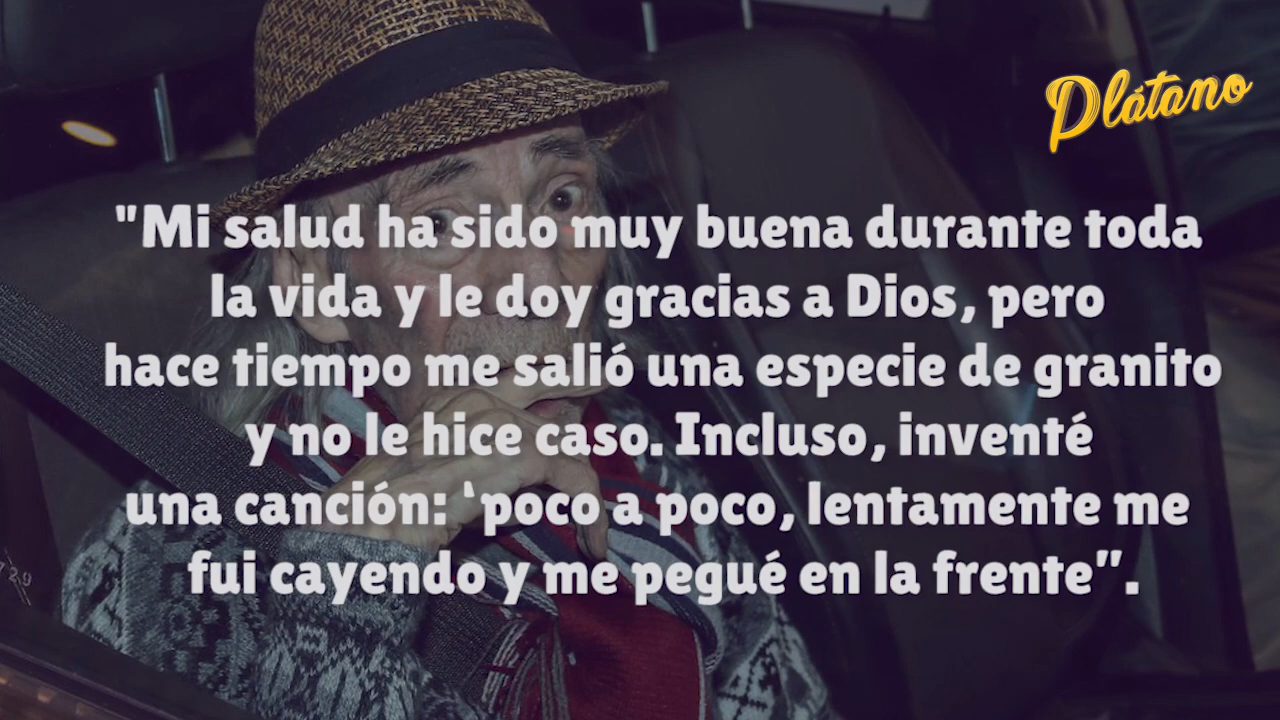 Plátano
"Mi salud ha sido muy buena durante toda
la vida y le doy gracias a Dios, pero
hace tiempo me salió una especie de granito
y no le hice caso. Incluso, inventé
una canción: ‘poco a poco, lentamente me
fui cayendo y me pegué en la frente”.
729